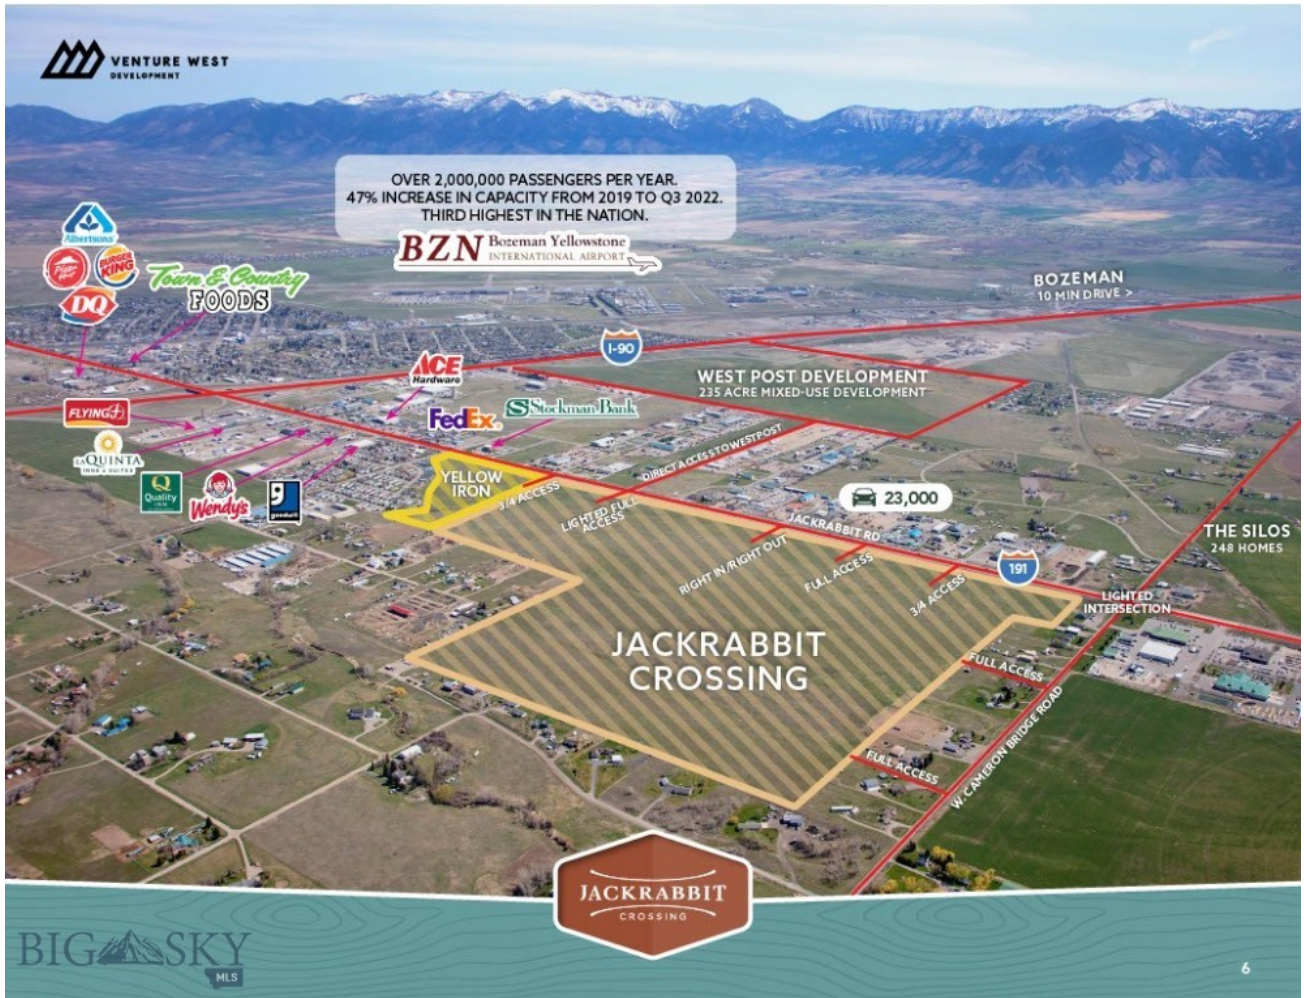 VENTURE WEST
DEVELOPMENT
OVER 2,000,000 PASSENGERS PER YEAR.
47% INCREASE IN CAPACITY FROM 2019 TO Q3 2022.
THIRD HIGHEST IN THE NATION.
BZN Bozeman Yellowstone
INTERNATIONAL AIRPORT
Albertsons
Pizza Hut
BURGER KING
DQ
Town & Country
FOODS
BOZEMAN
10 MIN DRIVE >
I-90
ACE
Hardware
WEST POST DEVELOPMENT
235 ACRE MIXED-USE DEVELOPMENT
FLYING J
FedEx
Stockman Bank
LAQUINTA
INNS & SUITES
Quality
INN
Wendy's
goodwill
YELLOW
IRON
3/4 ACCESS
DIRECT ACCESS TO WESTPOST
LIGHTED FULL
ACCESS
23,000
JACKRABBIT RD
RIGHT IN/RIGHT OUT
FULL ACCESS
3/4 ACCESS
191
THE SILOS
248 HOMES
LIGHTED
INTERSECTION
JACKRABBIT
CROSSING
FULL ACCESS
FULL ACCESS
W. CAMERON BRIDGE ROAD
JACKRABBIT
CROSSING
BIG SKY
MLS
6